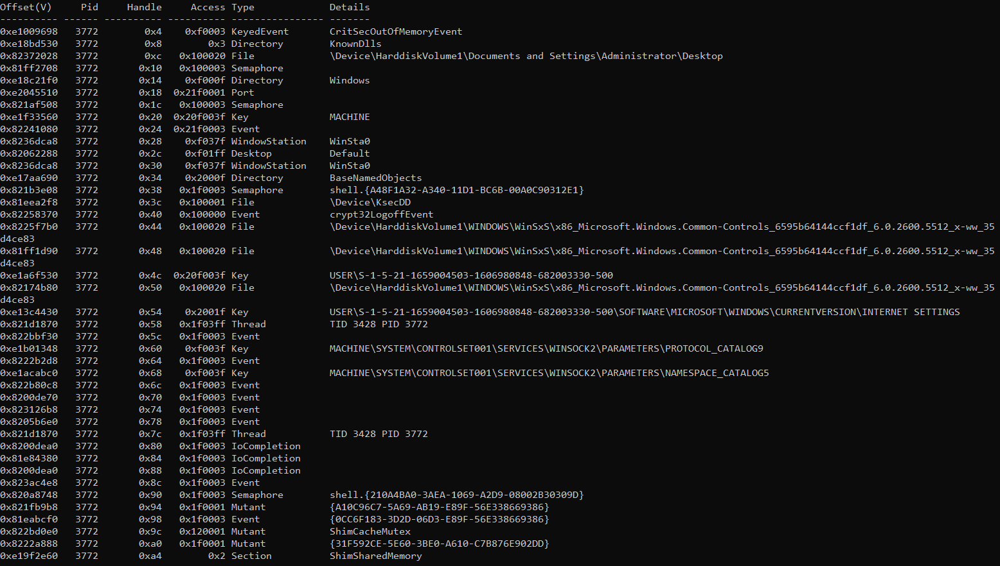 Offset(V)     Pid     Handle     Access Type             Details
---------- ------ ---------- ---------- ---------------- -------
0xe1009698   3772        0x4    0xf0003 KeyedEvent       CritSecOutOfMemoryEvent
0xe18bd530   3772        0x8        0x3 Directory        KnownDlls
0x82372028   3772        0xc   0x100020 File             \Device\HarddiskVolume1\Documents and Settings\Administrator\Desktop
0x81ff2708   3772       0x10   0x100003 Semaphore
0xe18c21f0   3772       0x14    0xf000f Directory        Windows
0xe2045510   3772       0x18  0x21f0001 Port
0x821af508   3772       0x1c   0x100003 Semaphore
0xe1f33560   3772       0x20  0x20f003f Key              MACHINE
0x82241080   3772       0x24  0x21f0003 Event
0x8236dca8   3772       0x28    0xf037f WindowStation    WinSta0
0x82062288   3772       0x2c    0xf01ff Desktop          Default
0x8236dca8   3772       0x30    0xf037f WindowStation    WinSta0
0xe17aa690   3772       0x34    0x2000f Directory        BaseNamedObjects
0x821b3e08   3772       0x38   0x1f0003 Semaphore        shell.{A48F1A32-A340-11D1-BC6B-00A0C90312E1}
0x81eea2f8   3772       0x3c   0x100001 File             \Device\KsecDD
0x82258370   3772       0x40   0x100000 Event            crypt32LogoffEvent
0x8225f7b0   3772       0x44   0x100020 File             \Device\HarddiskVolume1\WINDOWS\WinSxS\x86_Microsoft.Windows.Common-Controls_6595b64144ccf1df_6.0.2600.5512_x-ww_35
d4ce83
0x81ff1d90   3772       0x48   0x100020 File             \Device\HarddiskVolume1\WINDOWS\WinSxS\x86_Microsoft.Windows.Common-Controls_6595b64144ccf1df_6.0.2600.5512_x-ww_35
d4ce83
0xe1a6f530   3772       0x4c  0x20f003f Key              USER\S-1-5-21-1659004503-1606980848-682003330-500
0x82174b80   3772       0x50   0x100020 File             \Device\HarddiskVolume1\WINDOWS\WinSxS\x86_Microsoft.Windows.Common-Controls_6595b64144ccf1df_6.0.2600.5512_x-ww_35
d4ce83
0xe13c4430   3772       0x54    0x2001f Key              USER\S-1-5-21-1659004503-1606980848-682003330-500\SOFTWARE\MICROSOFT\WINDOWS\CURRENTVERSION\INTERNET SETTINGS
0x821d1870   3772       0x58   0x1f03ff Thread           TID 3428 PID 3772
0x822bbf30   3772       0x5c   0x1f0003 Event
0xe1b01348   3772       0x60    0xf003f Key              MACHINE\SYSTEM\CONTROLSET001\SERVICES\WINSOCK2\PARAMETERS\PROTOCOL_CATALOG9
0x8222b2d8   3772       0x64   0x1f0003 Event
0xe1acabc0   3772       0x68    0xf003f Key              MACHINE\SYSTEM\CONTROLSET001\SERVICES\WINSOCK2\PARAMETERS\NAMESPACE_CATALOG5
0x822b80c8   3772       0x6c   0x1f0003 Event
0x8200de70   3772       0x70   0x1f0003 Event
0x823126b8   3772       0x74   0x1f0003 Event
0x8205b6e0   3772       0x78   0x1f0003 Event
0x821d1870   3772       0x7c   0x1f03ff Thread           TID 3428 PID 3772
0x8200dea0   3772       0x80   0x1f0003 IoCompletion
0x81e84380   3772       0x84   0x1f0003 IoCompletion
0x8200dea0   3772       0x88   0x1f0003 IoCompletion
0x823ac4e8   3772       0x8c   0x1f0003 Event
0x820a8748   3772       0x90   0x1f0003 Semaphore        shell.{210A4BA0-3AEA-1069-A2D9-08002B30309D}
0x821fb9b8   3772       0x94   0x1f0001 Mutant           {A10C96C7-5A69-AB19-E89F-56E338669386}
0x81eabcf0   3772       0x98   0x1f0003 Event            {0CC6F183-3D2D-06D3-E89F-56E338669386}
0x822bd0e0   3772       0x9c   0x120001 Mutant           ShimCacheMutex
0x8222a888   3772       0xa0   0x1f0001 Mutant           {31F592CE-5E60-3BE0-A610-C7B876E902DD}
0xe19f2e60   3772       0xa4        0x2 Section          ShimSharedMemory